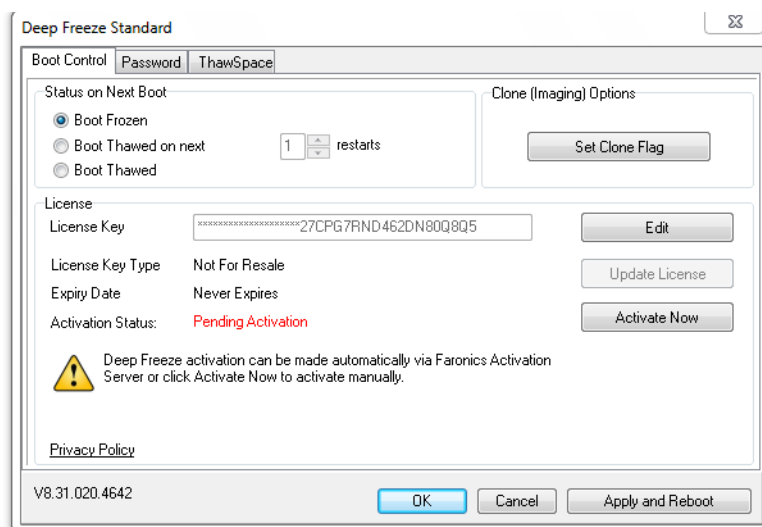 Deep Freeze Standard
Boot Control Password ThawSpace
Status on Next Boot
Boot Frozen
Boot Thawed on next 1 restarts
Boot Thawed
Clone (Imaging) Options
Set Clone Flag
License
License Key ********************27CPG7RND462DN80Q8Q5 Edit
License Key Type Not For Resale Update License
Expiry Date Never Expires
Activation Status: Pending Activation Activate Now
Deep Freeze activation can be made automatically via Faronics Activation
Server or click Activate Now to activate manually.
Privacy Policy
V8.31.020.4642 OK Cancel Apply and Reboot